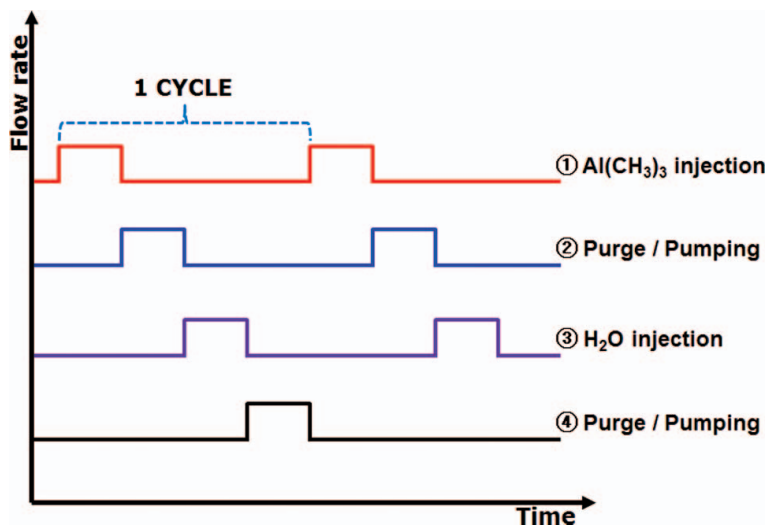 Flow rate
1 CYCLE
① Al(CH₃)₃ injection
② Purge / Pumping
③ H₂O injection
④ Purge / Pumping
Time